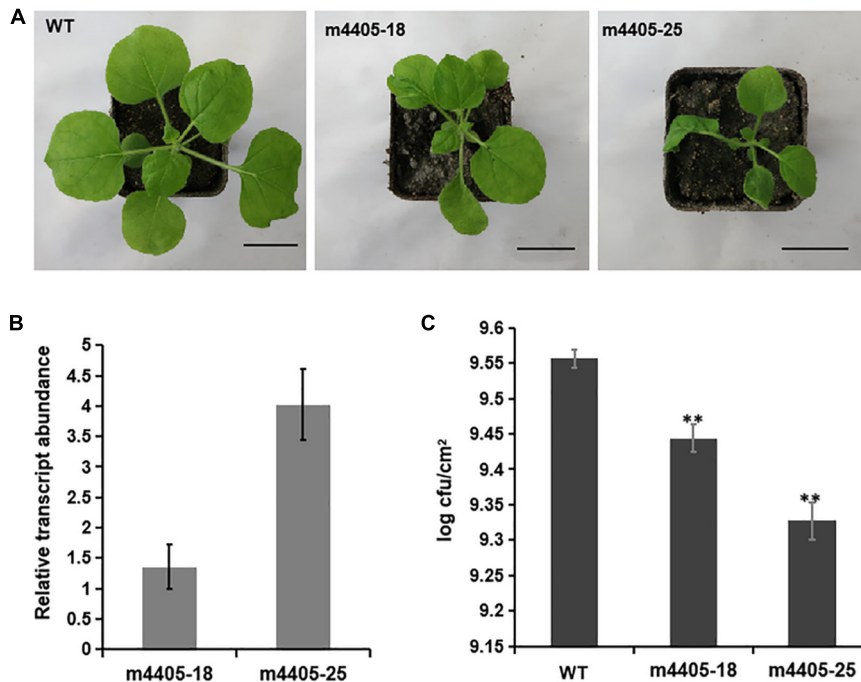 A
WT
m4405-18
m4405-25
B
Relative transcript abundance
5
4.5
4
3.5
3
2.5
2
1.5
1
0.5
0
m4405-18
m4405-25
C
log cfu/cm²
9.6
9.55
9.5
9.45
9.4
9.35
9.3
9.25
9.2
9.15
**
**
WT
m4405-18
m4405-25